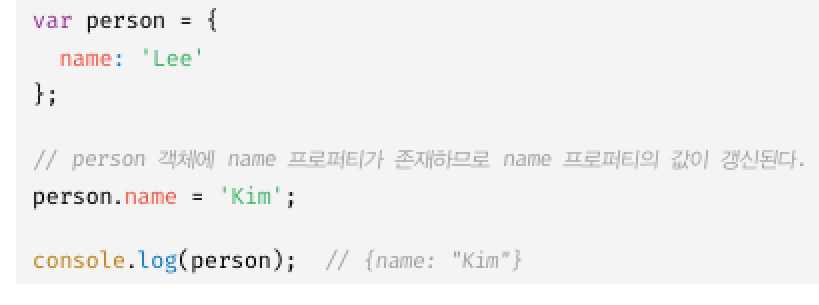 var person = {
  name: 'Lee'
};
// person 객체에 name 프로퍼티가 존재하므로 name 프로퍼티의 값이 갱신된다.
person.name = 'Kim';
console.log(person);  // {name: "Kim"}